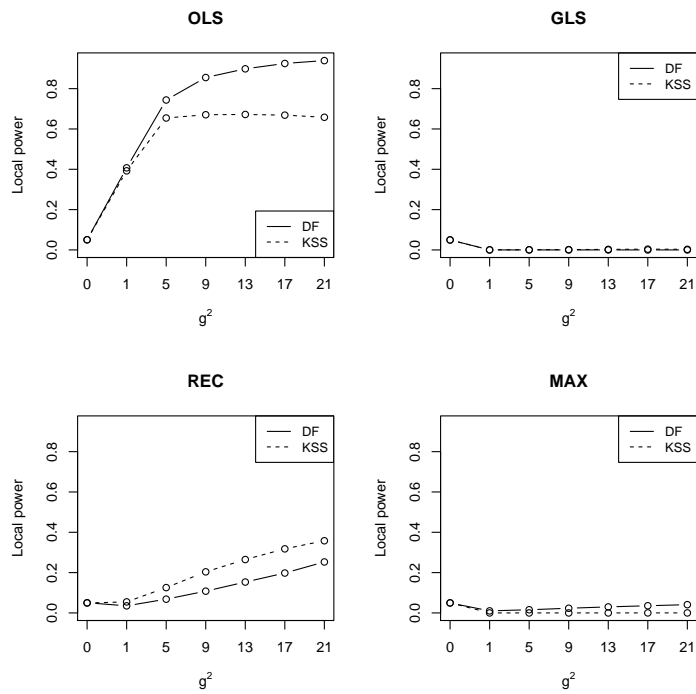 OLS
Local power
0.0 0.2 0.4 0.6 0.8
0 1 5 9 13 17 21
g²
DF
KSS
GLS
Local power
0.0 0.2 0.4 0.6 0.8
0 1 5 9 13 17 21
g²
DF
KSS
REC
Local power
0.0 0.2 0.4 0.6 0.8
0 1 5 9 13 17 21
g²
DF
KSS
MAX
Local power
0.0 0.2 0.4 0.6 0.8
0 1 5 9 13 17 21
g²
DF
KSS